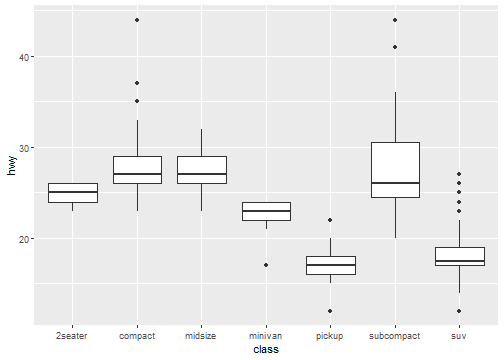 40
30
20
hwy
2seater compact midsize minivan pickup subcompact suv
class